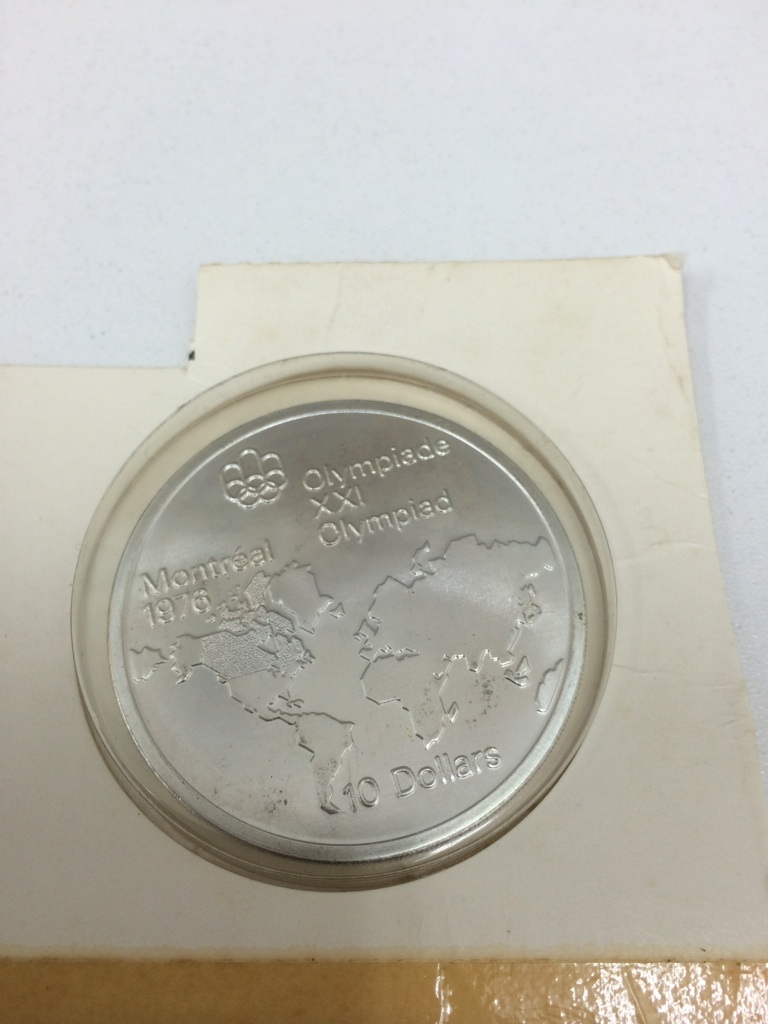 Olympiade
XXI
Olympiad
Montréal
1976
10 Dollars